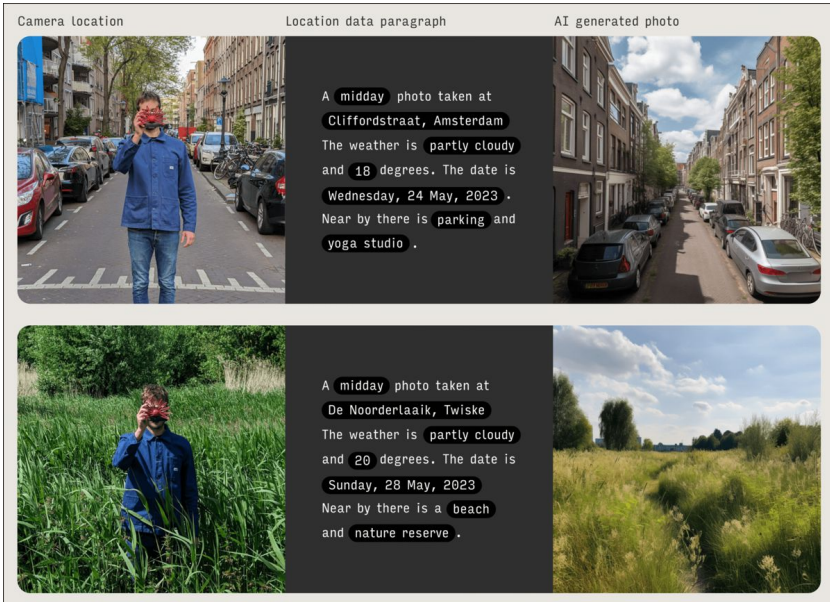 Camera location
Location data paragraph
AI generated photo
A midday photo taken at
Cliffordstraat, Amsterdam
The weather is partly cloudy
and 18 degrees. The date is
Wednesday, 24 May, 2023.
Near by there is parking and
yoga studio.
A midday photo taken at
De Noorderlaaik, Twiske
The weather is partly cloudy
and 20 degrees. The date is
Sunday, 28 May, 2023
Near by there is a beach
and nature reserve.